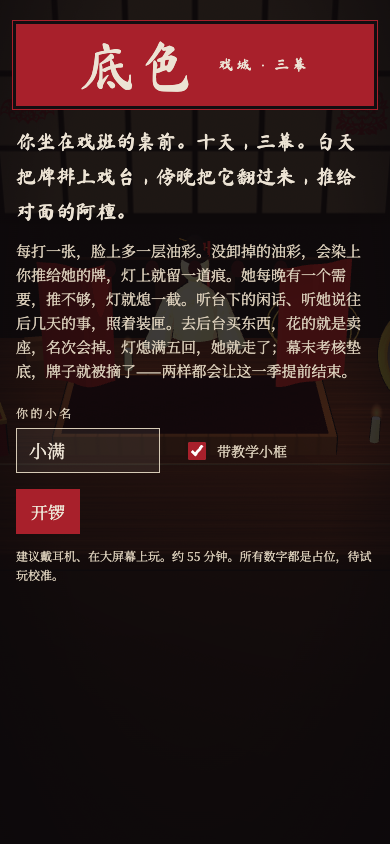 底色 戏城 · 三幕
你坐在戏班的桌前。十天，三幕。白天
把牌排上戏台，傍晚把它翻过来，推给
对面的阿檀。
每打一张，脸上多一层油彩。没卸掉的油彩，会染上
你推给她的牌，灯上就留一道痕。她每晚有一个需
要，推不够，灯就熄一截。听台下的闲话、听她说往
后几天的事，照着装匣。去后台买东西，花的就是卖
座，名次会掉。灯熄满五回，她就走了；幕末考核垫
底，牌子就被摘了——两样都会让这一季提前结束。
你的小名
小满
带教学小框
开锣
建议戴耳机、在大屏幕上玩。约 55 分钟。所有数字都是占位，待试
玩校准。